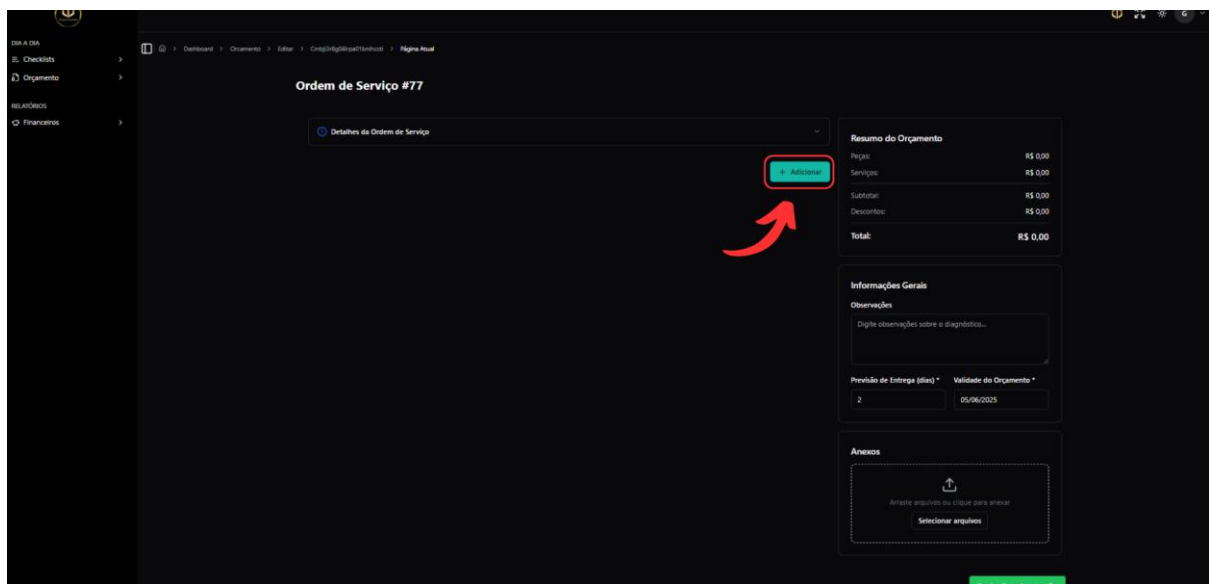 G
DIA A DIA
Checklists
Orçamento
RELATÓRIOS
Financeiros
Dashboard > Orcamento > Editar > > Página Atual
Ordem de Serviço #77
Detalhes da Ordem de Serviço
+ Adicionar
Resumo do Orçamento
Peças: R$ 0,00
Serviços: R$ 0,00
Subtotal: R$ 0,00
Descontos: R$ 0,00
Total: R$ 0,00
Informações Gerais
Observações
Digite observações sobre o diagnóstico...
Previsão de Entrega (dias) * Validade do Orçamento *
2 05/06/2025
Anexos
Arraste arquivos ou clique para anexar
Selecionar arquivos